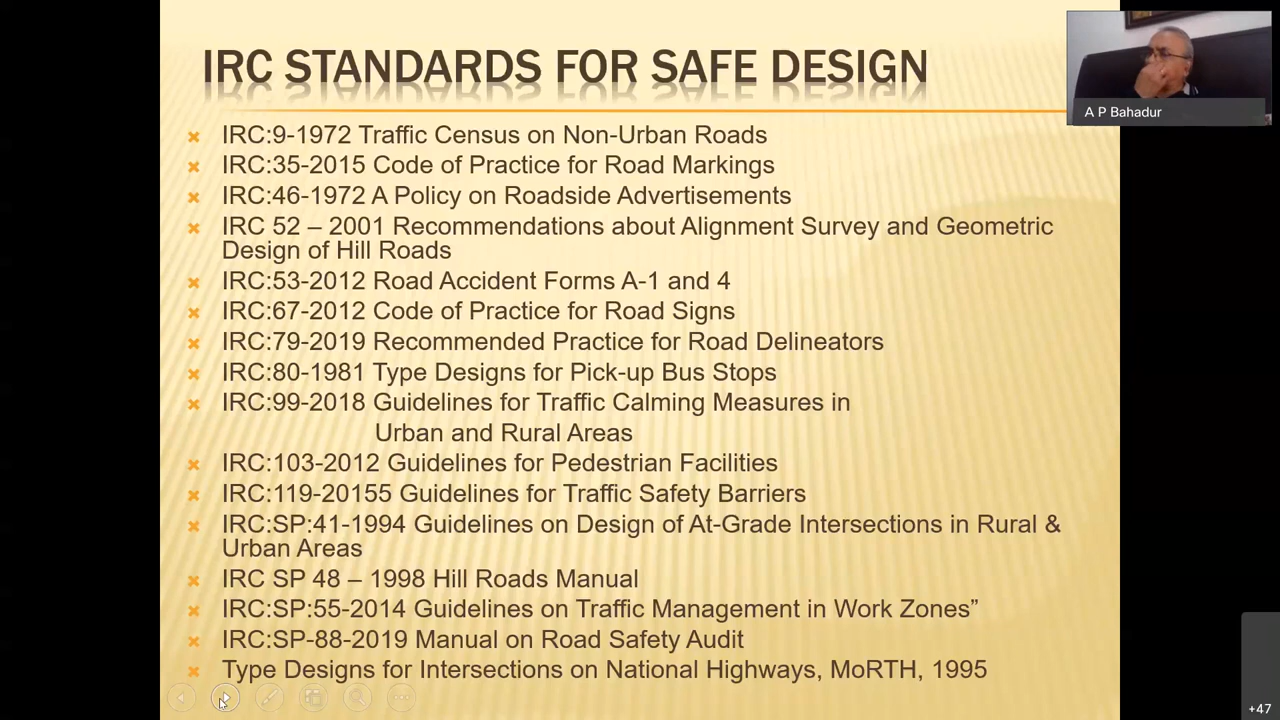 IRC STANDARDS FOR SAFE DESIGN
A P Bahadur
IRC:9-1972 Traffic Census on Non-Urban Roads
IRC:35-2015 Code of Practice for Road Markings
IRC:46-1972 A Policy on Roadside Advertisements
IRC 52 – 2001 Recommendations about Alignment Survey and Geometric
Design of Hill Roads
IRC:53-2012 Road Accident Forms A-1 and 4
IRC:67-2012 Code of Practice for Road Signs
IRC:79-2019 Recommended Practice for Road Delineators
IRC:80-1981 Type Designs for Pick-up Bus Stops
IRC:99-2018 Guidelines for Traffic Calming Measures in
Urban and Rural Areas
IRC:103-2012 Guidelines for Pedestrian Facilities
IRC:119-20155 Guidelines for Traffic Safety Barriers
IRC:SP:41-1994 Guidelines on Design of At-Grade Intersections in Rural &
Urban Areas
IRC SP 48 – 1998 Hill Roads Manual
IRC:SP:55-2014 Guidelines on Traffic Management in Work Zones”
IRC:SP-88-2019 Manual on Road Safety Audit
Type Designs for Intersections on National Highways, MoRTH, 1995
+47